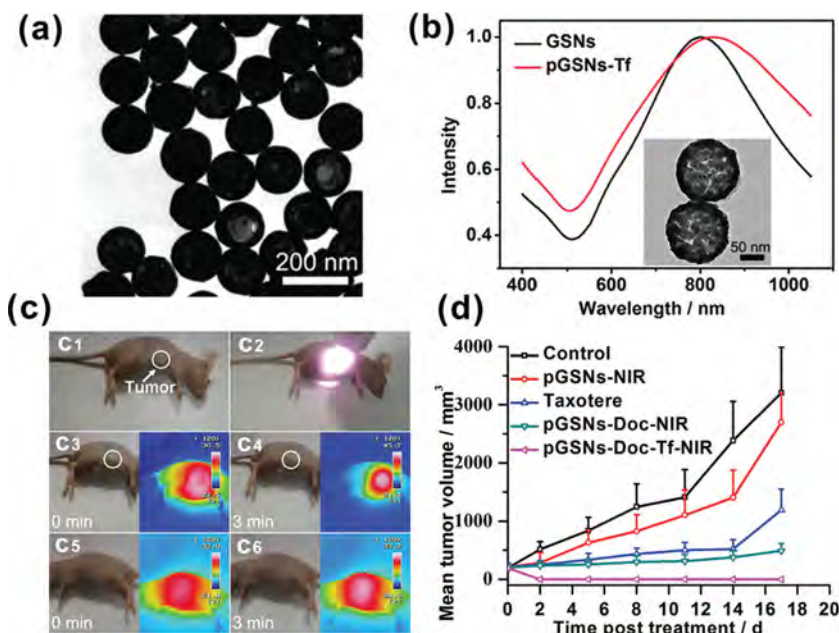 (a)
200 nm
(b)
GSNs
pGSNs-Tf
1.0
0.8
0.6
0.4
Intensity
50 nm
400 600 800 1000
Wavelength / nm
(c)
C1
Tumor
C2
C3
0 min
C4
3 min
C5
0 min
C6
3 min
(d)
Control
pGSNs-NIR
Taxotere
pGSNs-Doc-NIR
pGSNs-Doc-Tf-NIR
4000
3000
2000
1000
0
Mean tumor volume / mm³
0 2 4 6 8 10 12 14 16 18 20
Time post treatment / d